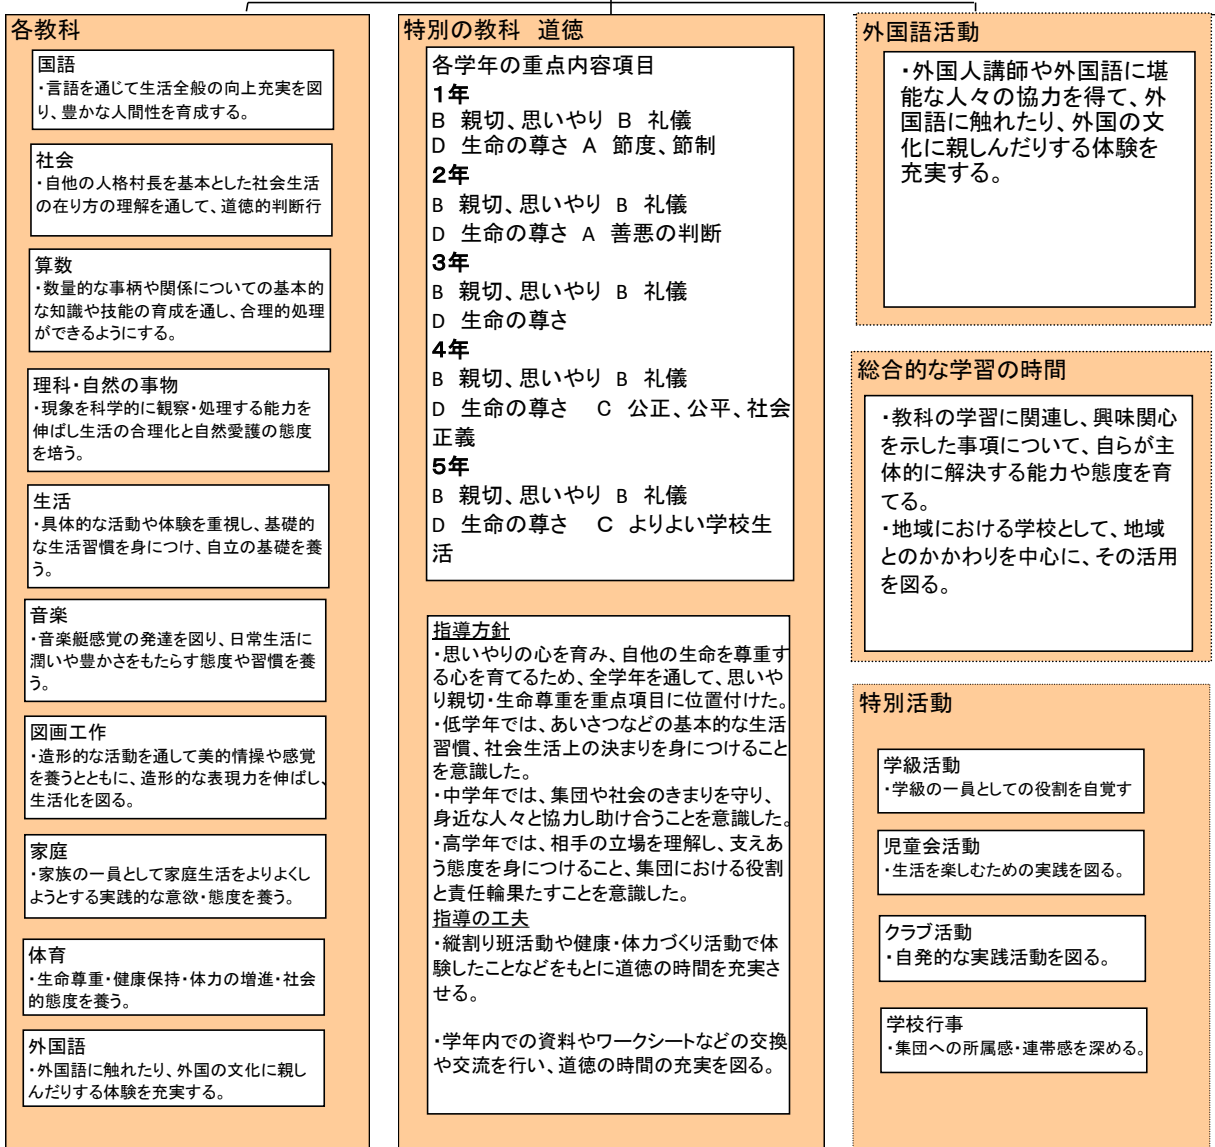 各教科
国語
・言語を通じて生活全般の向上充実を図
り、豊かな人間性を育成する。
社会
・自他の人格村長を基本とした社会生活
の在り方の理解を通して、道徳的判断行
算数
・数量的な事柄や関係についての基本的
な知識や技能の育成を通し、合理的処理
ができるようにする。
理科・自然の事物
・現象を科学的に観察・処理する能力を
伸ばし生活の合理化と自然愛護の態度
を培う。
生活
・具体的な活動や体験を重視し、基礎的
な生活習慣を身につけ、自立の基礎を養
う。
音楽
・音楽艇感覚の発達を図り、日常生活に
潤いや豊かさをもたらす態度や習慣を養
う。
図画工作
・造形的な活動を通して美的情操や感覚
を養うとともに、造形的な表現力を伸ばし、
生活化を図る。
家庭
・家族の一員として家庭生活をよりよくし
ようとする実践的な意欲・態度を養う。
体育
・生命尊重・健康保持・体力の増進・社会
的態度を養う。
外国語
・外国語に触れたり、外国の文化に親し
んだりする体験を充実する。
特別の教科 道徳
各学年の重点内容項目
1年
B 親切、思いやり B 礼儀
D 生命の尊さ A 節度、節制
2年
B 親切、思いやり B 礼儀
D 生命の尊さ A 善悪の判断
3年
B 親切、思いやり B 礼儀
D 生命の尊さ
4年
B 親切、思いやり B 礼儀
D 生命の尊さ C 公正、公平、社会
正義
5年
B 親切、思いやり B 礼儀
D 生命の尊さ C よりよい学校生
活
指導方針
・思いやりの心を育み、自他の生命を尊重す
る心を育てるため、全学年を通して、思いや
り親切・生命尊重を重点項目に位置付けた。
・低学年では、あいさつなどの基本的な生活
習慣、社会生活上の決まりを身につけること
を意識した。
・中学年では、集団や社会のきまりを守り、
身近な人々と協力し助け合うことを意識した。
・高学年では、相手の立場を理解し、支えあ
う態度を身につけること、集団における役割
と責任輪果たすことを意識した。
指導の工夫
・縦割り班活動や健康・体力づくり活動で体
験したことなどをもとに道徳の時間を充実さ
せる。
・学年内での資料やワークシートなどの交換
や交流を行い、道徳の時間の充実を図る。
外国語活動
・外国人講師や外国語に堪
能な人々の協力を得て、外
国語に触れたり、外国の文
化に親しんだりする体験を
充実する。
総合的な学習の時間
・教科の学習に関連し、興味関心
を示した事項について、自らが主
体的に解決する能力や態度を育
てる。
・地域における学校として、地域
とのかかわりを中心に、その活用
を図る。
特別活動
学級活動
・学級の一員としての役割を自覚す
児童会活動
・生活を楽しむための実践を図る。
クラブ活動
・自発的な実践活動を図る。
学校行事
・集団への所属感・連帯感を深める。